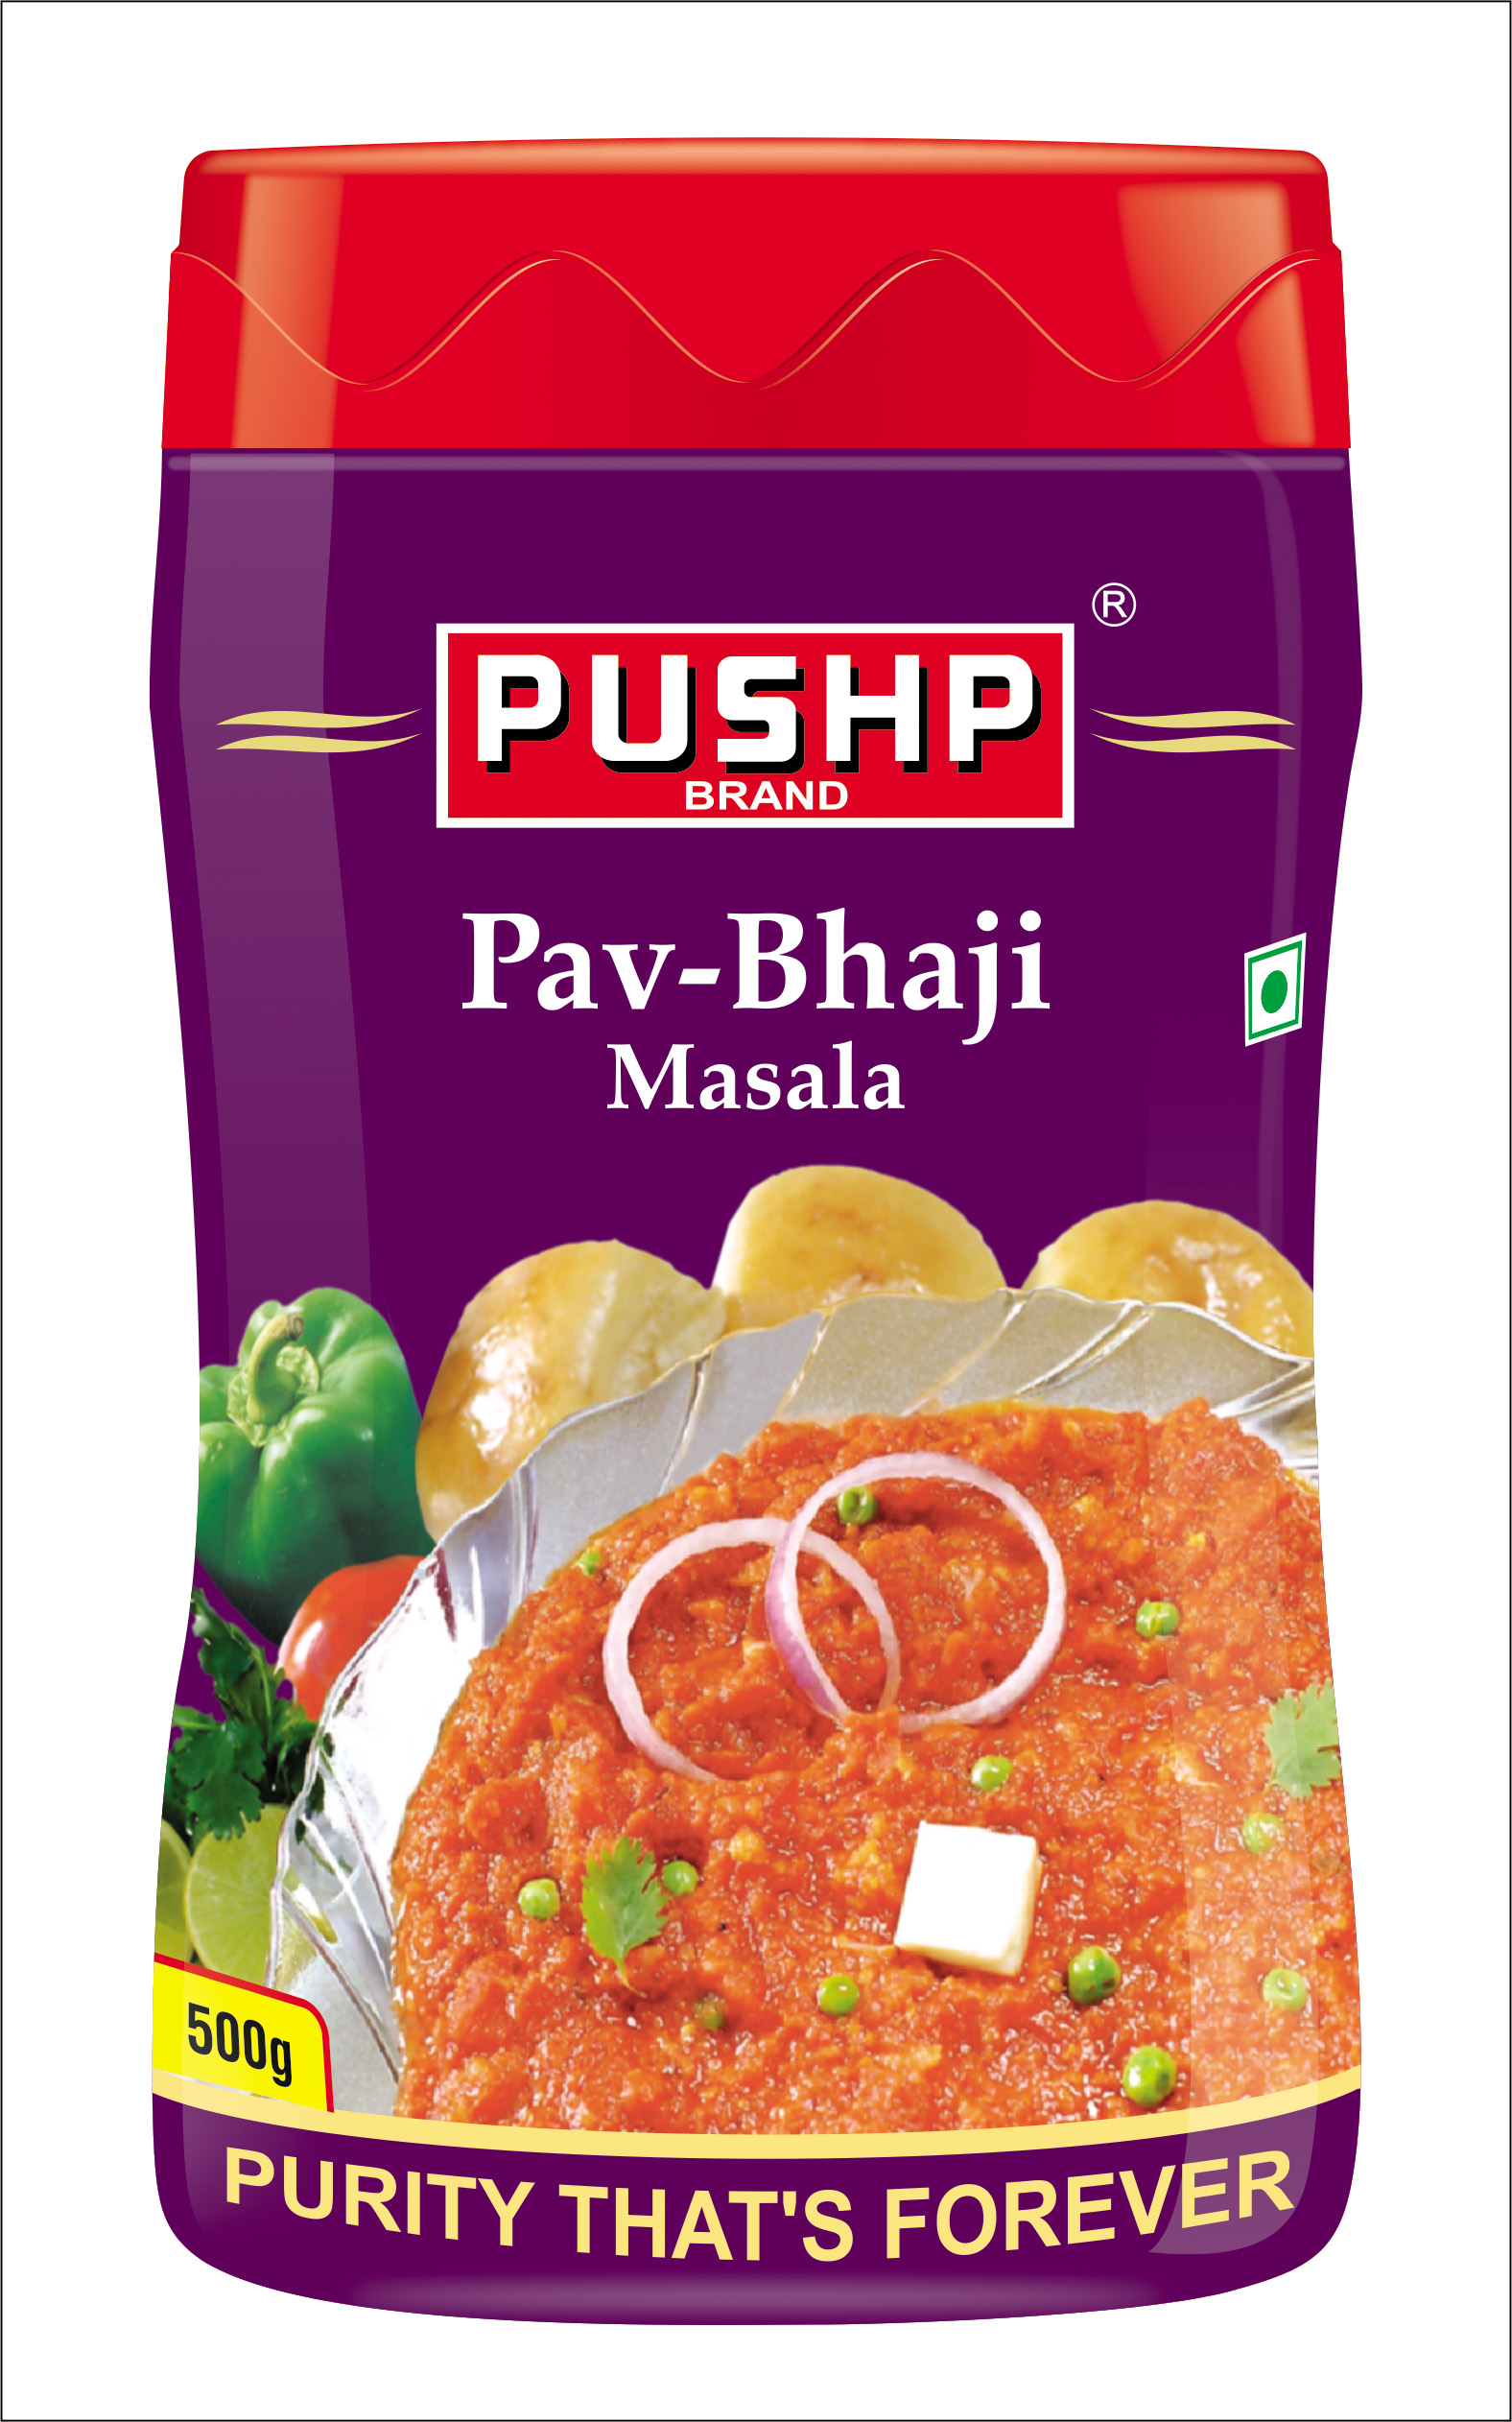 ®
PUSHP
BRAND
Pav-Bhaji
Masala
500g
PURITY THAT'S FOREVER